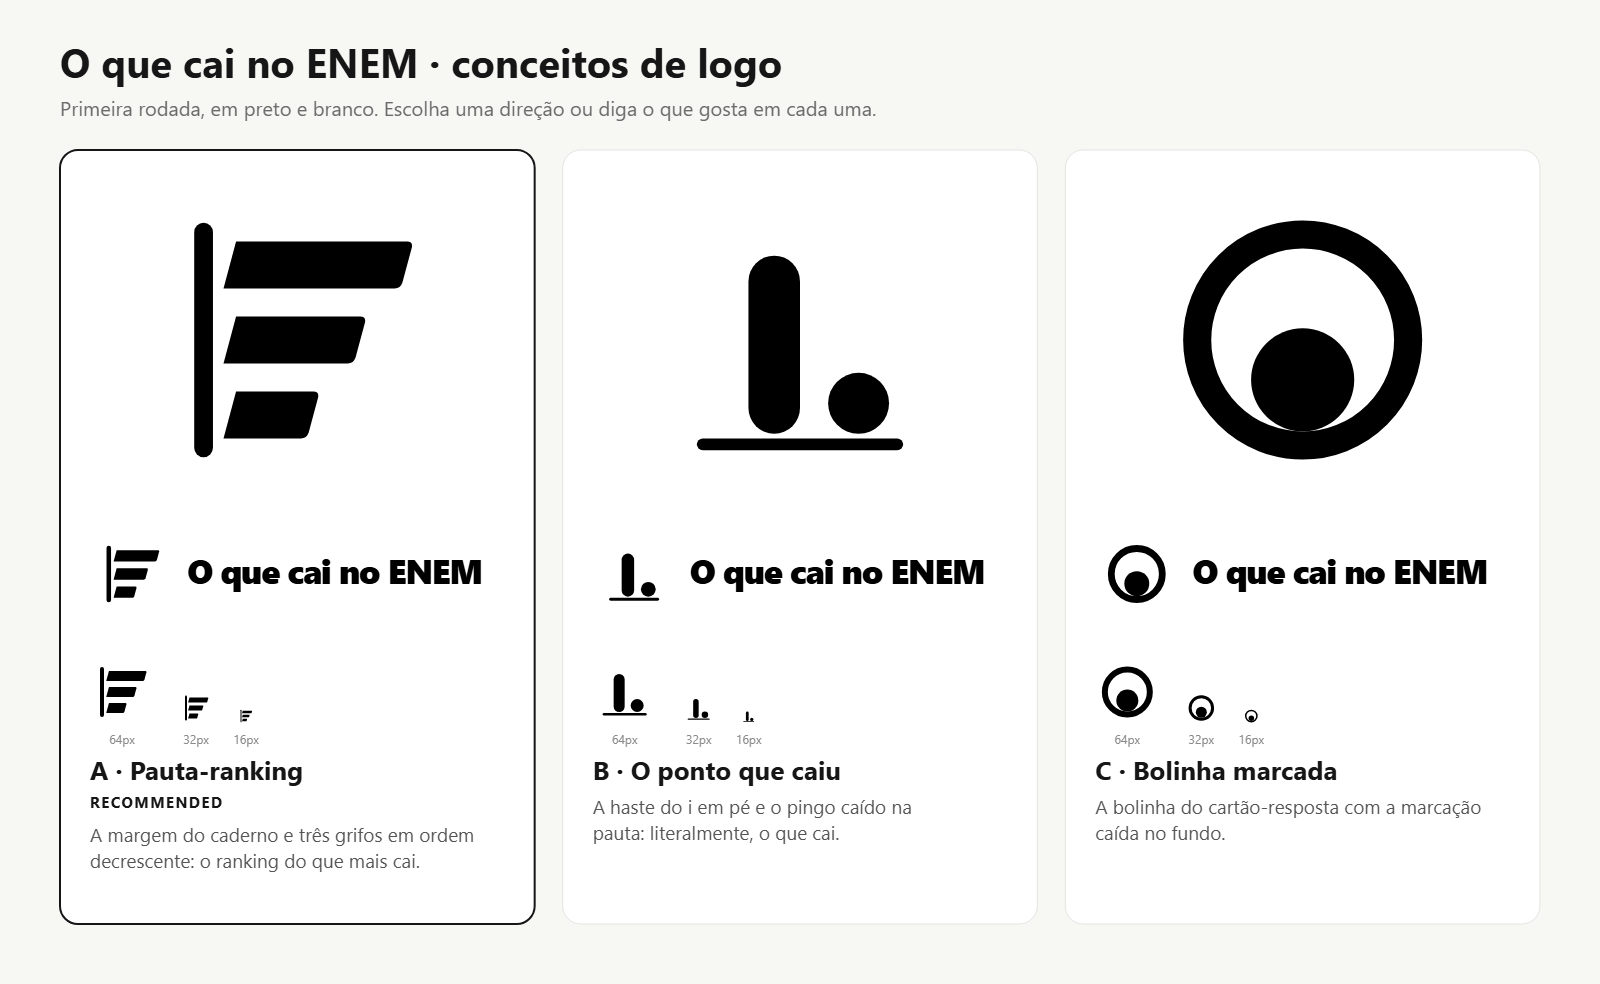 O que cai no ENEM · conceitos de logo
Primeira rodada, em preto e branco. Escolha uma direção ou diga o que gosta em cada uma.
O que cai no ENEM
64px
32px
16px
A · Pauta-ranking
RECOMMENDED
A margem do caderno e três grifos em ordem
decrescente: o ranking do que mais cai.
O que cai no ENEM
64px
32px
16px
B · O ponto que caiu
A haste do i em pé e o pingo caído na
pauta: literalmente, o que cai.
O que cai no ENEM
64px
32px
16px
C · Bolinha marcada
A bolinha do cartão-resposta com a marcação
caída no fundo.